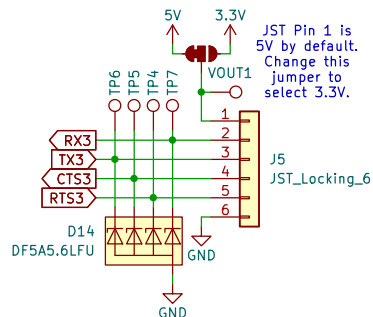 5V
3.3V
JST Pin 1 is
5V by default.
Change this
jumper to
select 3.3V.
TP6
TP5
TP4
TP7
VOUT1
1
RX3
2
TX3
3
J5
CTS3
4
JST_Locking_6
RTS3
5
6
D14
DF5A5.6LFU
GND
GND